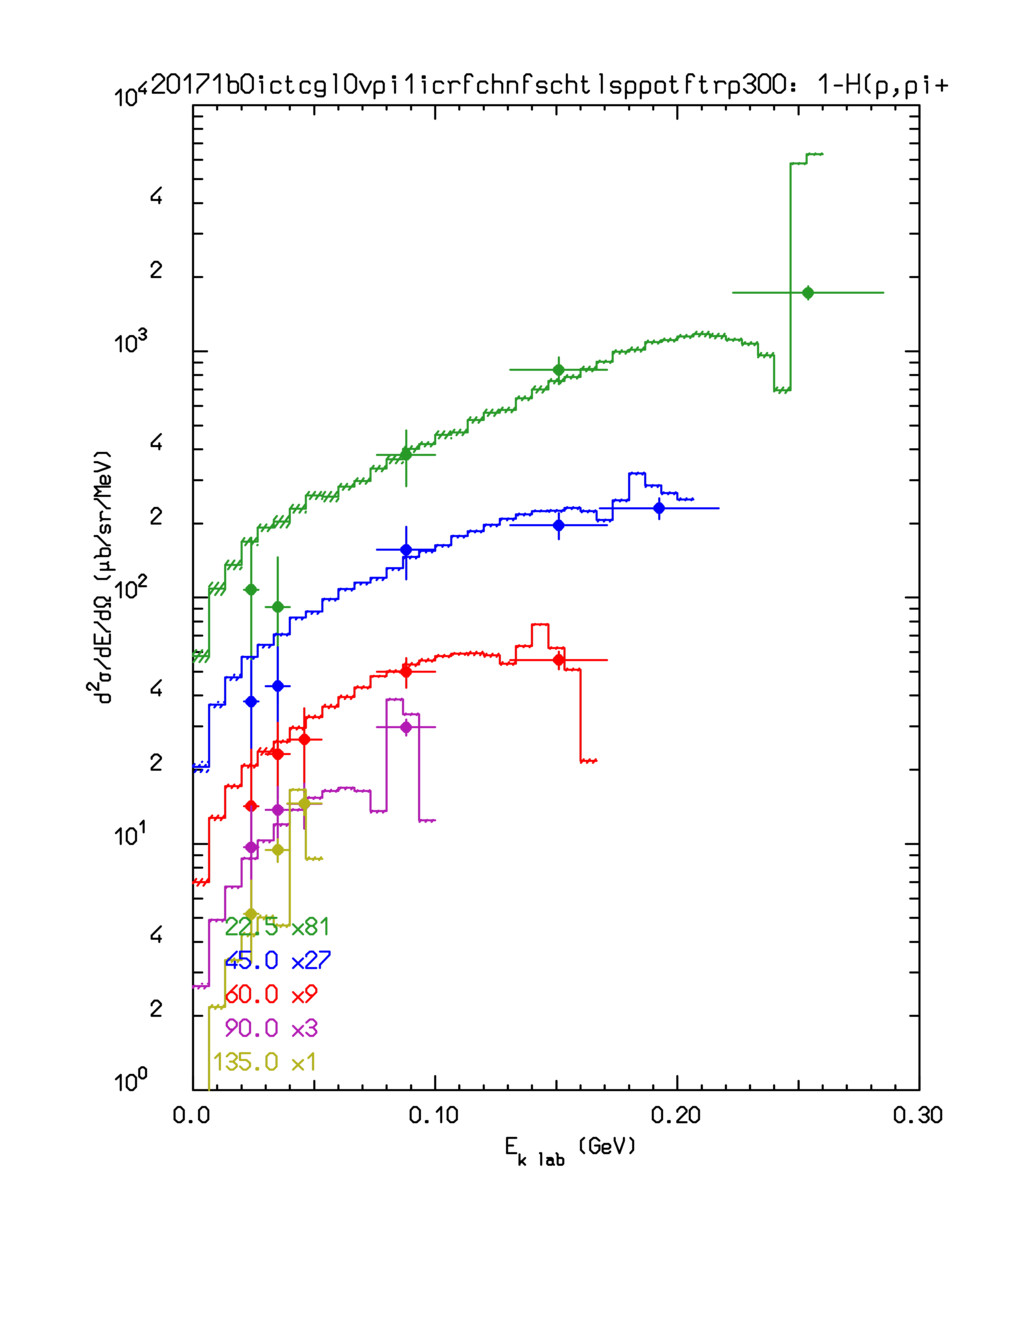 20171b0ictcgl0vpi1icrfchnfschtlsppotftrp300: 1-H(p,pi+
10⁴
4
2
10³
4
2
10²
4
2
10¹
4
2
10⁰
d²σ/dE/dΩ (μb/sr/MeV)
22.5 x81
45.0 x27
60.0 x9
90.0 x3
135.0 x1
0.0 0.10 0.20 0.30
E_k lab (GeV)